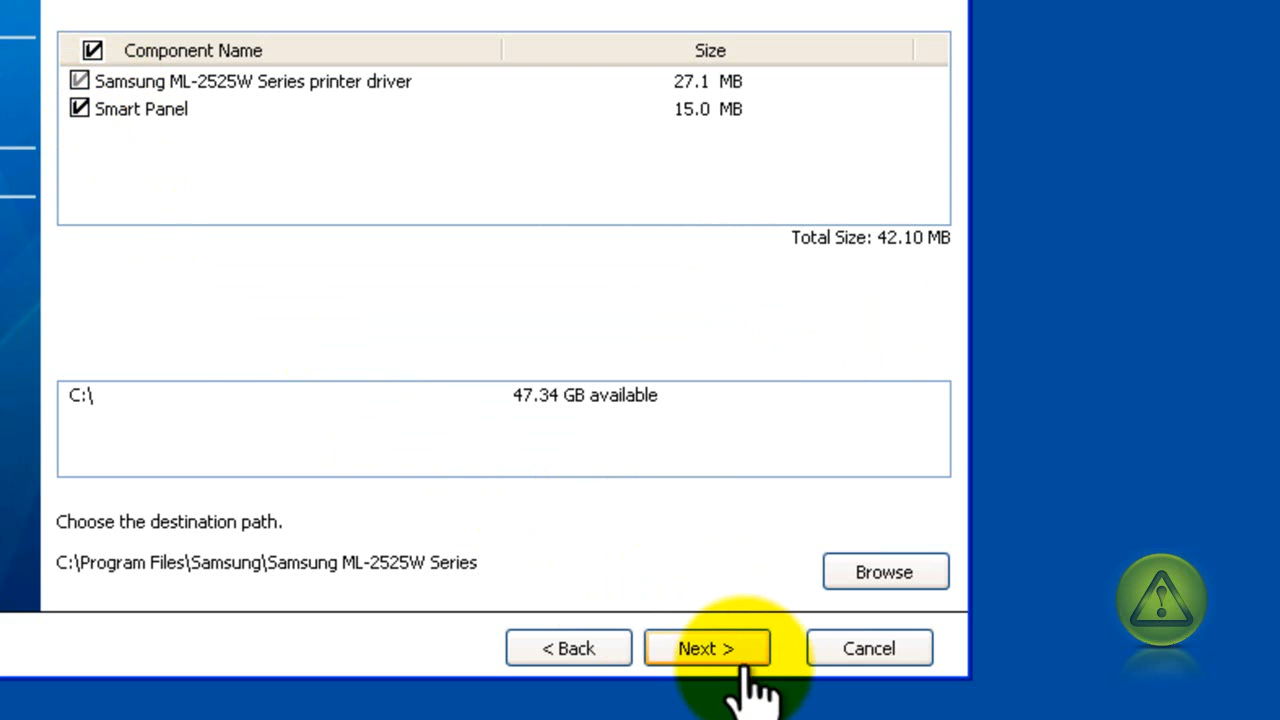 Component Name Size
Samsung ML-2525W Series printer driver 27.1 MB
Smart Panel 15.0 MB
Total Size: 42.10 MB
C:\ 47.34 GB available
Choose the destination path.
C:\Program Files\Samsung\Samsung ML-2525W Series
Browse
< Back Next > Cancel